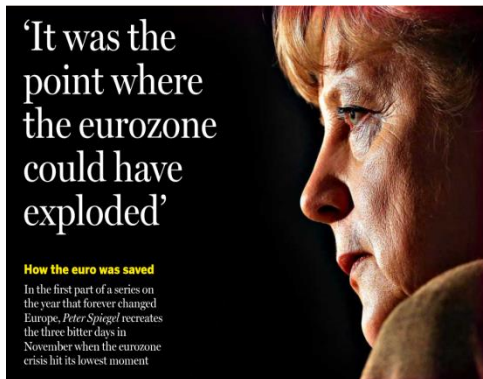 ‘It was the
point where
the eurozone
could have
exploded’
How the euro was saved
In the first part of a series on
the year that forever changed
Europe, Peter Spiegel recreates
the three bitter days in
November when the eurozone
crisis hit its lowest moment